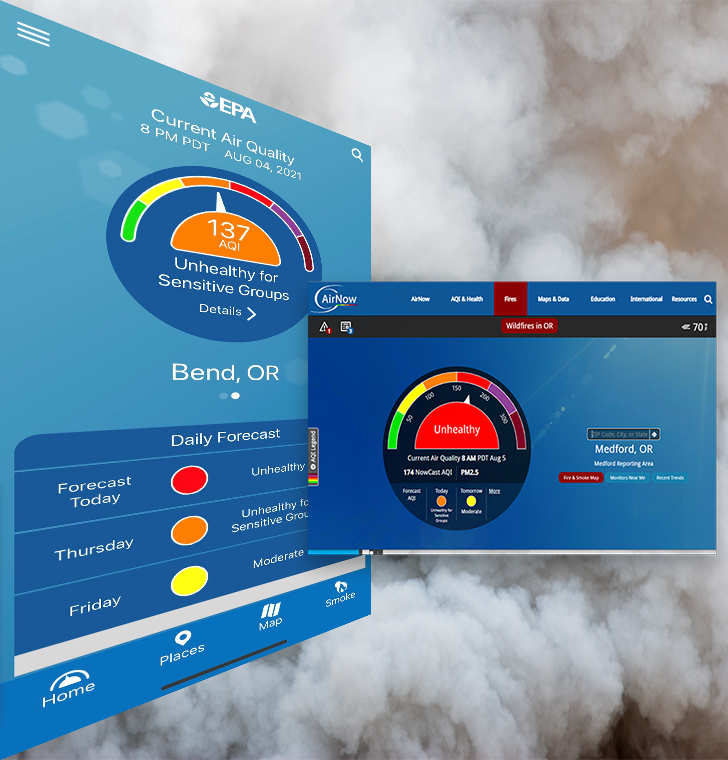 EPA
Current Air Quality
8 PM PDT AUG 04, 2021
137
AQI
Unhealthy for
Sensitive Groups
Details
Bend, OR
Daily Forecast
Forecast
Today
Unhealthy
Thursday
Unhealthy fo
Sensitive Grou
Friday
Moderate
Home
Places
Map
Smoke
AirNow
AirNow
AQI & Health
Fires
Maps & Data
Education
International
Resources
1
3
Wildfires in OR
70
AQI Legend
50
100
150
200
300
Unhealthy
Current Air Quality 8 AM PDT Aug 5
174 NowCast AQI
PM2.5
Forecast
AQI
Today
Unhealthy for
Sensitive
Groups
Tomorrow
Moderate
More
ZIP Code, City, or State
Medford, OR
Medford Reporting Area
Fire & Smoke Map
Monitors Near Me
Recent Trends